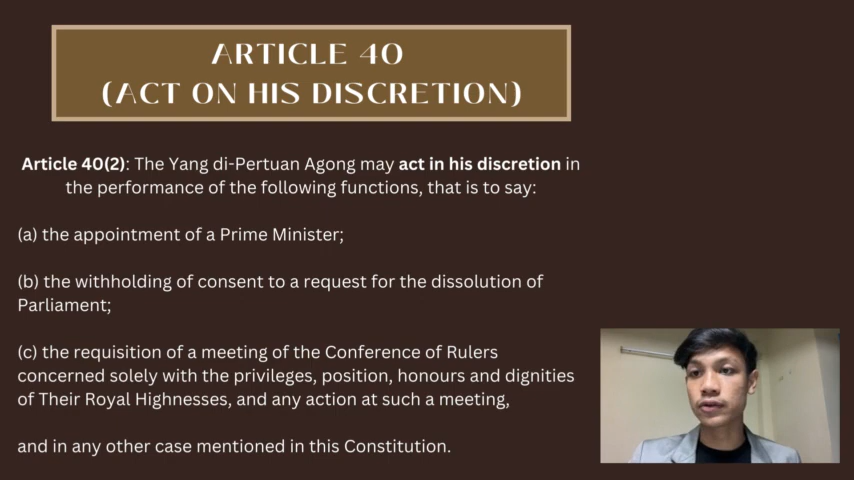 ARTICLE 40
(ACT ON HIS DISCRETION)
Article 40(2): The Yang di-Pertuan Agong may act in his discretion in
the performance of the following functions, that is to say:
(a) the appointment of a Prime Minister;
(b) the withholding of consent to a request for the dissolution of
Parliament;
(c) the requisition of a meeting of the Conference of Rulers
concerned solely with the privileges, position, honours and dignities
of Their Royal Highnesses, and any action at such a meeting,
and in any other case mentioned in this Constitution.